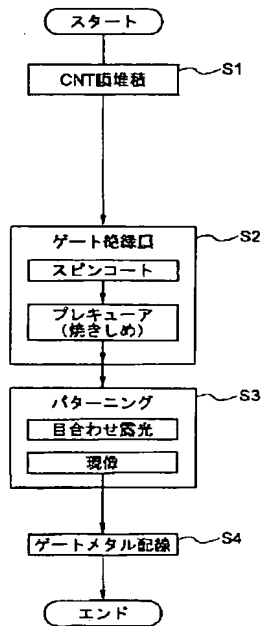 スタート
CNT膜堆積
S1
ゲート絶縁膜
S2
スピンコート
プレキューア
(焼きしめ)
パターニング
S3
目合わせ露光
現像
ゲートメタル配線
S4
エンド